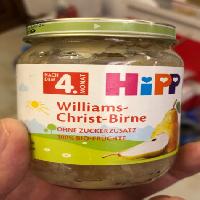 NACH DEM 4. MONAT
HiPP
Williams-
Christ-Birne
OHNE ZUCKERZUSATZ
100% BIO-FRÜCHTE